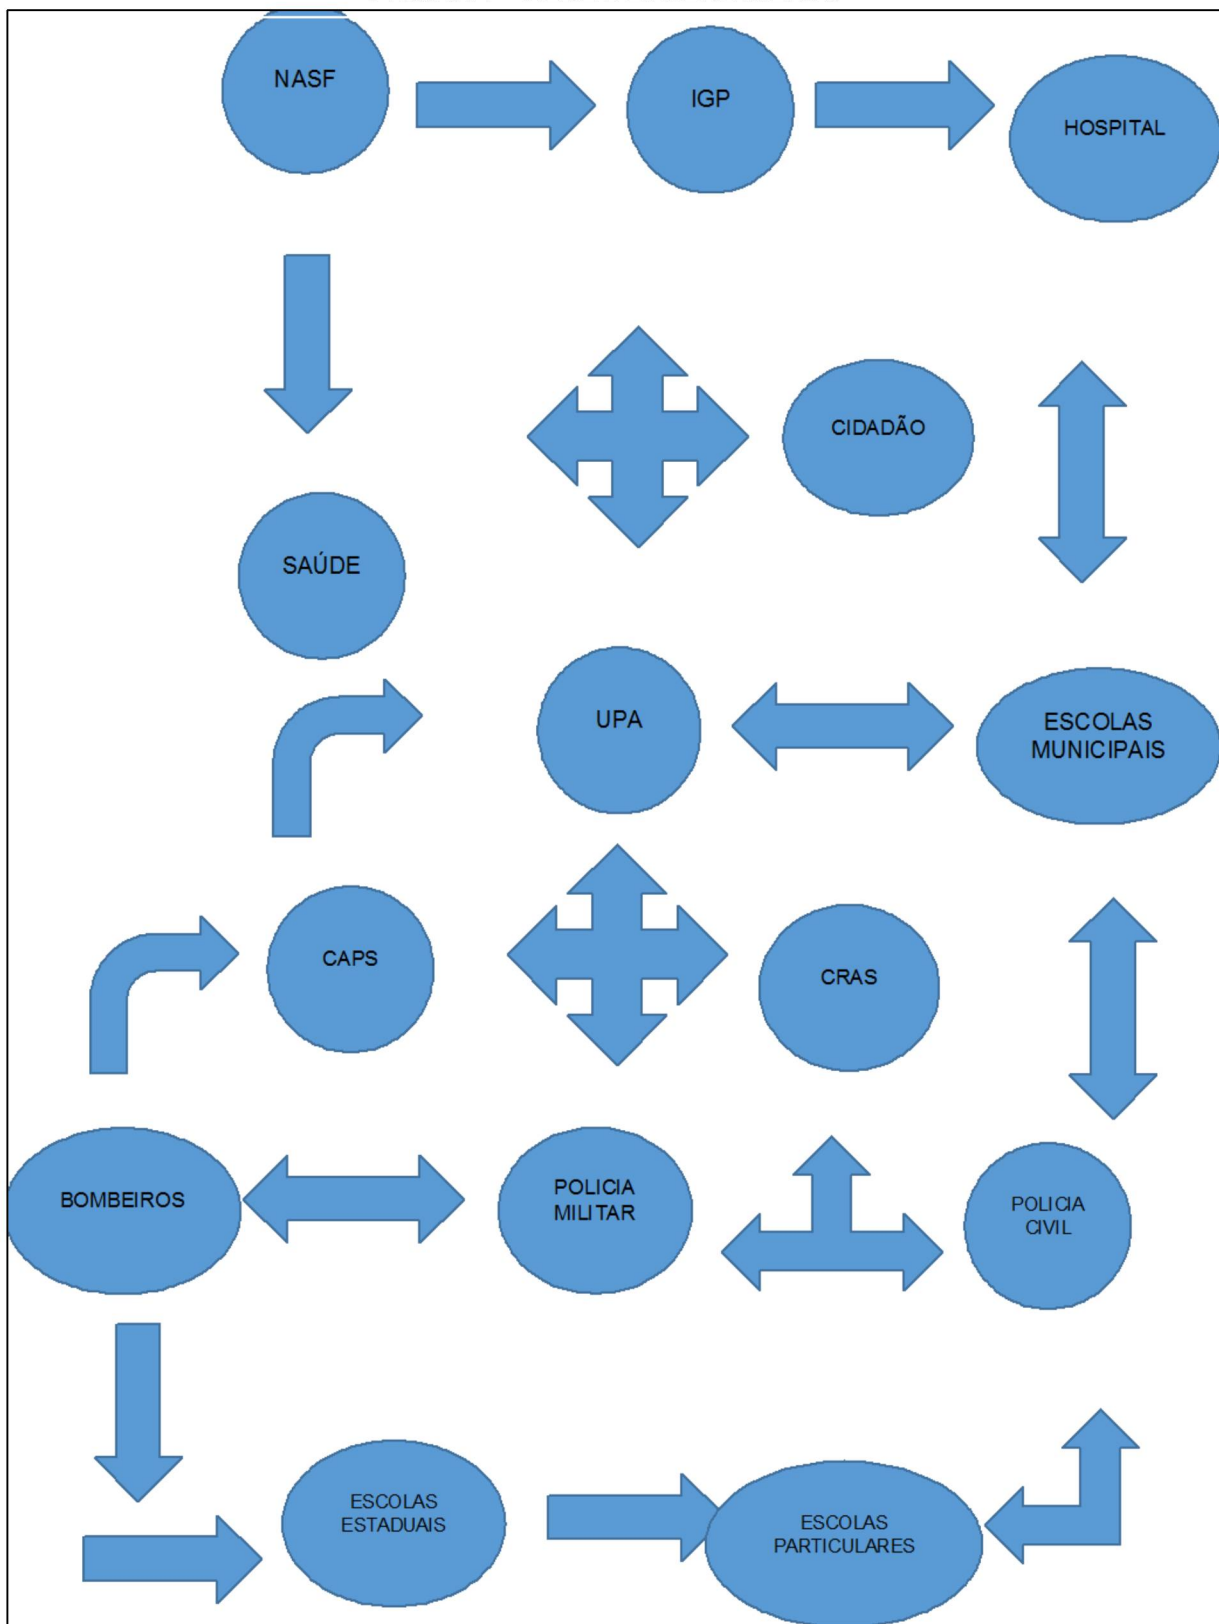 NASF
IGP
HOSPITAL
CIDADÃO
SAÚDE
UPA
ESCOLAS
MUNICIPAIS
CAPS
CRAS
BOMBEIROS
POLICIA
MILITAR
POLICIA
CIVIL
ESCOLAS
ESTADUAIS
ESCOLAS
PARTICULARES